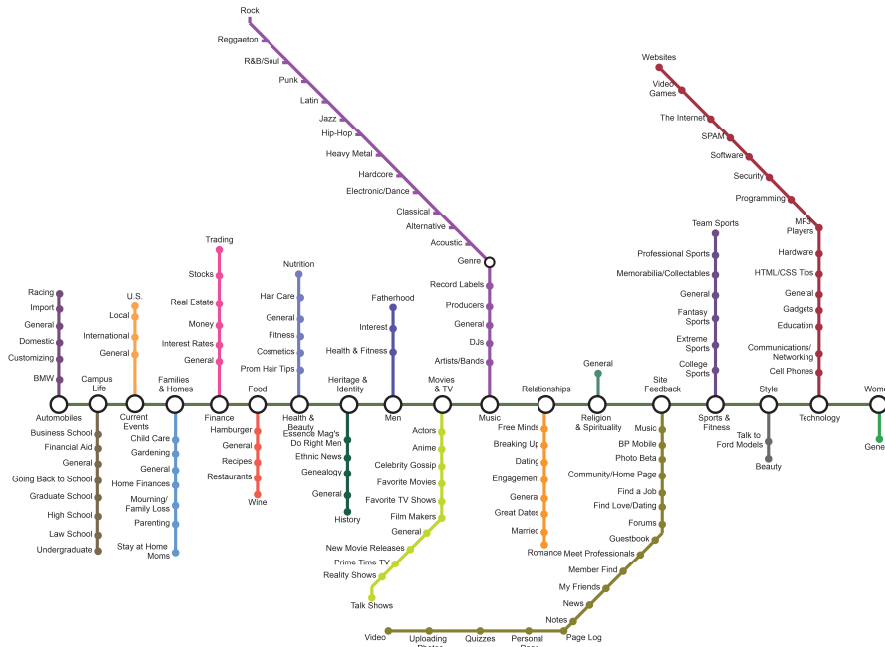 Rock
Reggaeton
R&B/Soul
Punk
Latin
Jazz
Hip-Hop
Heavy Metal
Hardcore
Electronic/Dance
Classical
Alternative
Acoustic
Genre
Record Labels
Producers
General
DJs
Artists/Bands
Websites
Video
Games
The Internet
SPAM
Software
Security
Programming
MP3
Players
Hardware
HTML/CSS Tips
General
Gadgets
Education
Communications/
Networking
Cell Phones
Team Sports
Professional Sports
Memorabilia/Collectables
General
Fantasy
Sports
Extreme
Sports
College
Sports
Racing
Import
General
Domestic
Customizing
BMW
U.S.
Local
International
General
Trading
Stocks
Real Estate
Money
Interest Rates
General
Nutrition
Hair Care
General
Fitness
Cosmetics
Prom Hair Tips
Fatherhood
Interest
Health & Fitness
General
Automobiles
Campus
Life
Current
Events
Families
& Homes
Finance
Food
Health &
Beauty
Heritage &
Identity
Men
Movies
& TV
Music
Relationships
Religion
& Spirituality
Site
Feedback
Sports &
Fitness
Style
Technology
Business School
Financial Aid
General
Going Back to School
Graduate School
High School
Law School
Undergraduate
Child Care
Gardening
General
Home Finances
Mourning/
Family Loss
Parenting
Stay at Home
Moms
Hamburger
General
Recipes
Restaurants
Wine
Essence Mag's
Do Right Men
Ethnic News
Genealogy
General
History
Actors
Anime
Celebrity Gossip
Favorite Movies
Favorite TV Shows
Film Makers
General
New Movie Releases
Reality Shows
Talk Shows
Free Minds
Breaking Up
Dating
Engagement
General
Great Dates
Married
Romance
Music
BP Mobile
Photo Beta
Community/Home Page
Find a Job
Find Love/Dating
Forums
Guestbook
Meet Professionals
Member Find
My Friends
News
Notes
Page Log
Personal
Quizzes
Uploading
Video
Talk to
Ford Models
Beauty